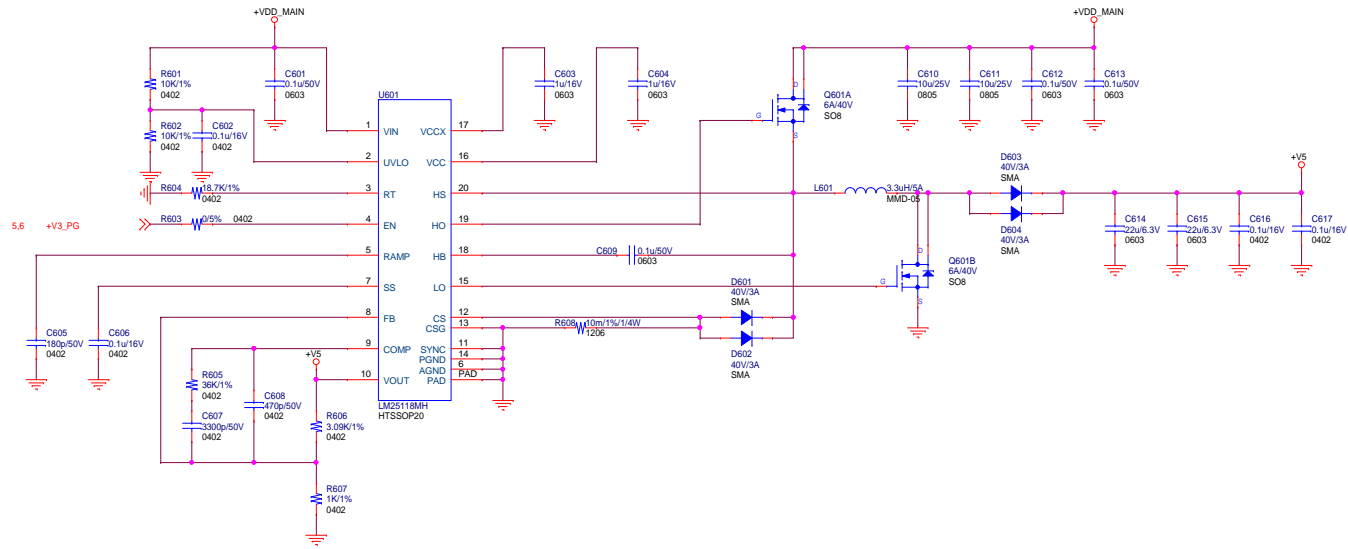 +VDD_MAIN
+VDD_MAIN
R601
10K/1%
0402
C601
0.1u/50V
0603
R602
10K/1%
0402
C602
0.1u/16V
0402
R604
18.7K/1%
0402
5,6 +V3_PG
R603
0/5%
0402
U601
1 VIN
2 UVLO
3 RT
4 EN
5 RAMP
7 SS
8 FB
9 COMP
10 VOUT
VCCX 17
VCC 16
HS 20
HO 19
HB 18
LO 15
CS 12
CSG 13
SYNC 11
PGND 14
AGND 6
PAD PAD
LM25118MH
HTSSOP20
C603
1u/16V
0603
C604
1u/16V
0603
Q601A
6A/40V
SO8
D
G
S
C610
10u/25V
0805
C611
10u/25V
0805
C612
0.1u/50V
0603
C613
0.1u/50V
0603
L601
3.3uH/5A
MMD-05
D603
40V/3A
SMA
D604
40V/3A
SMA
+V5
C614
22u/6.3V
0603
C615
22u/6.3V
0603
C616
0.1u/16V
0402
C617
0.1u/16V
0402
C609
0.1u/50V
0603
Q601B
6A/40V
SO8
D
G
S
D601
40V/3A
SMA
D602
40V/3A
SMA
R608
10m/1%/1/4W
1206
C605
180p/50V
0402
C606
0.1u/16V
0402
R605
36K/1%
0402
C607
3300p/50V
0402
C608
470p/50V
0402
+V5
R606
3.09K/1%
0402
R607
1K/1%
0402